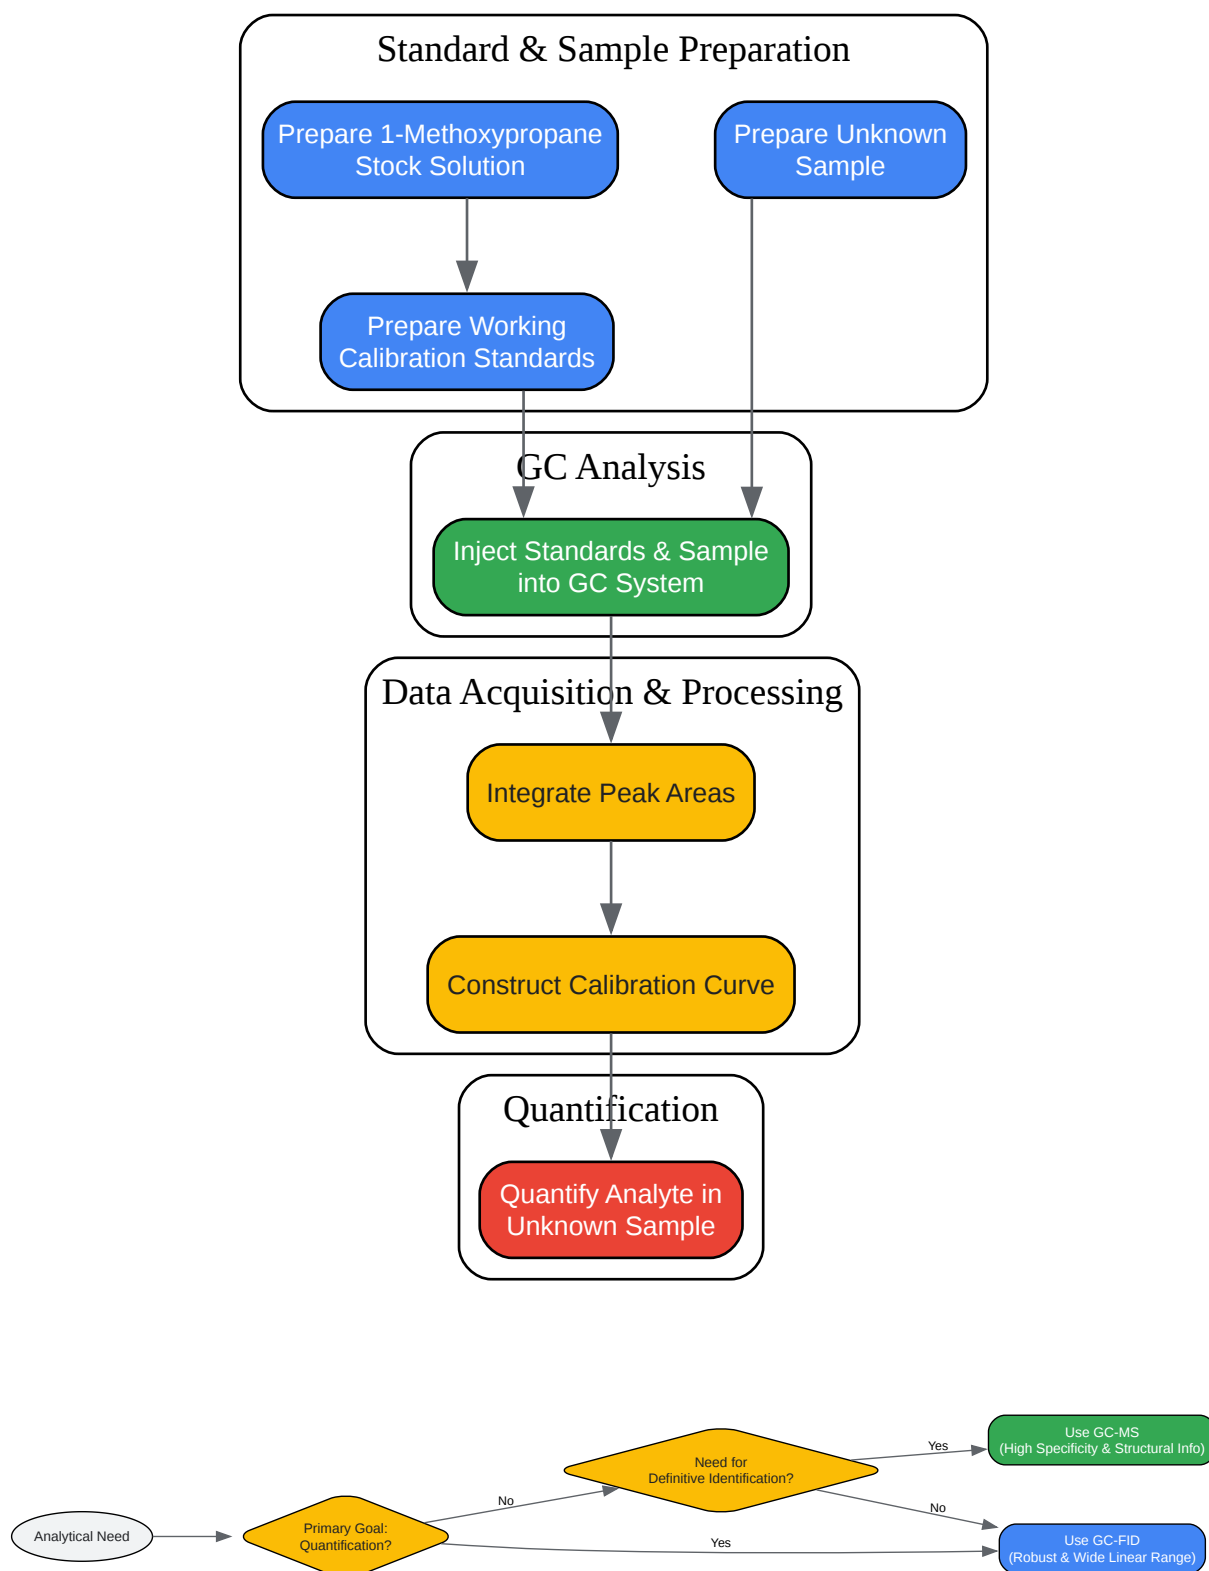 Standard & Sample Preparation
Prepare 1-Methoxypropane
Stock Solution
Prepare Unknown
Sample
Prepare Working
Calibration Standards
GC Analysis
Inject Standards & Sample
into GC System
Data Acquisition & Processing
Integrate Peak Areas
Construct Calibration Curve
Quantification
Quantify Analyte in
Unknown Sample
Analytical Need
Primary Goal:
Quantification?
No
Yes
Need for
Definitive Identification?
Yes
No
Use GC-MS
(High Specificity & Structural Info)
Use GC-FID
(Robust & Wide Linear Range)